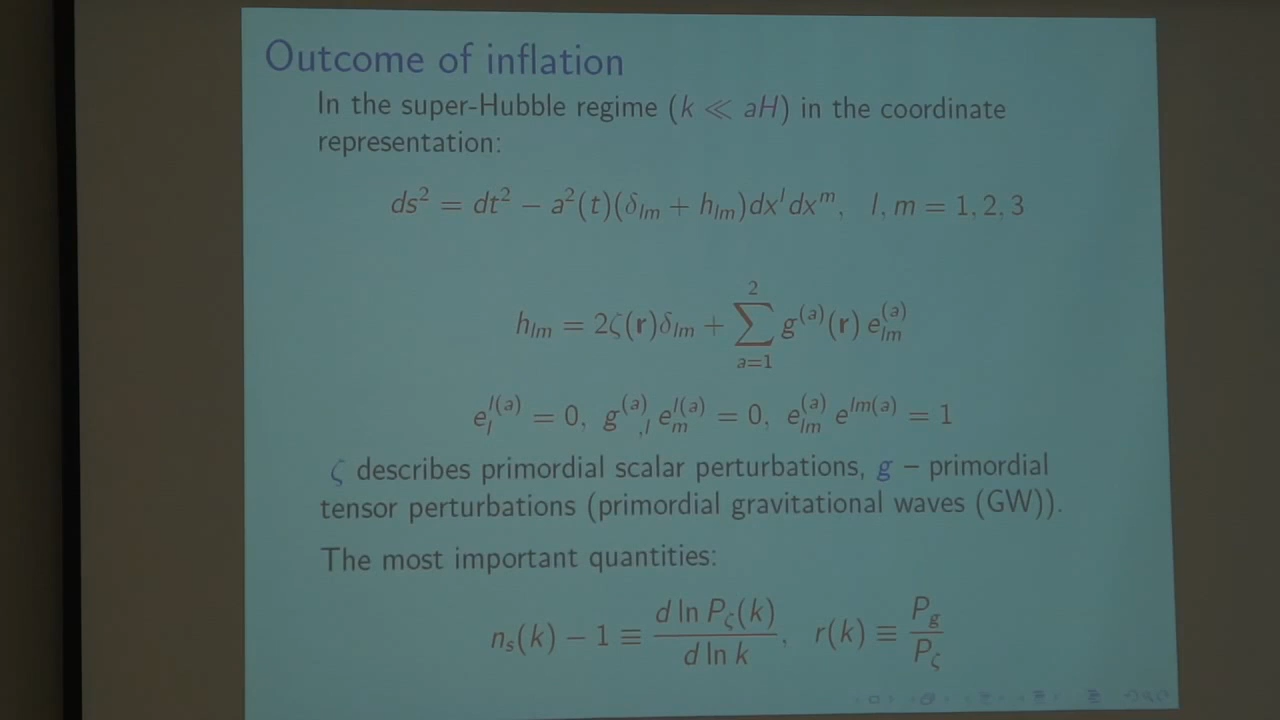 Outcome of inflation
In the super-Hubble regime (k ≪ aH) in the coordinate
representation:
ds² = dt² − a²(t)(δ_lm + h_lm)dx^l dx^m, l, m = 1, 2, 3
h_lm = 2ζ(r)δ_lm + ∑_{a=1}^{2} g^(a)(r) e_lm^(a)
e_l^{l(a)} = 0, g^(a)_{,l} e_m^{l(a)} = 0, e_lm^(a) e^{lm(a)} = 1
ζ describes primordial scalar perturbations, g – primordial
tensor perturbations (primordial gravitational waves (GW)).
The most important quantities:
n_s(k) − 1 ≡ d ln P_ζ(k) / d ln k, r(k) ≡ P_g / P_ζ